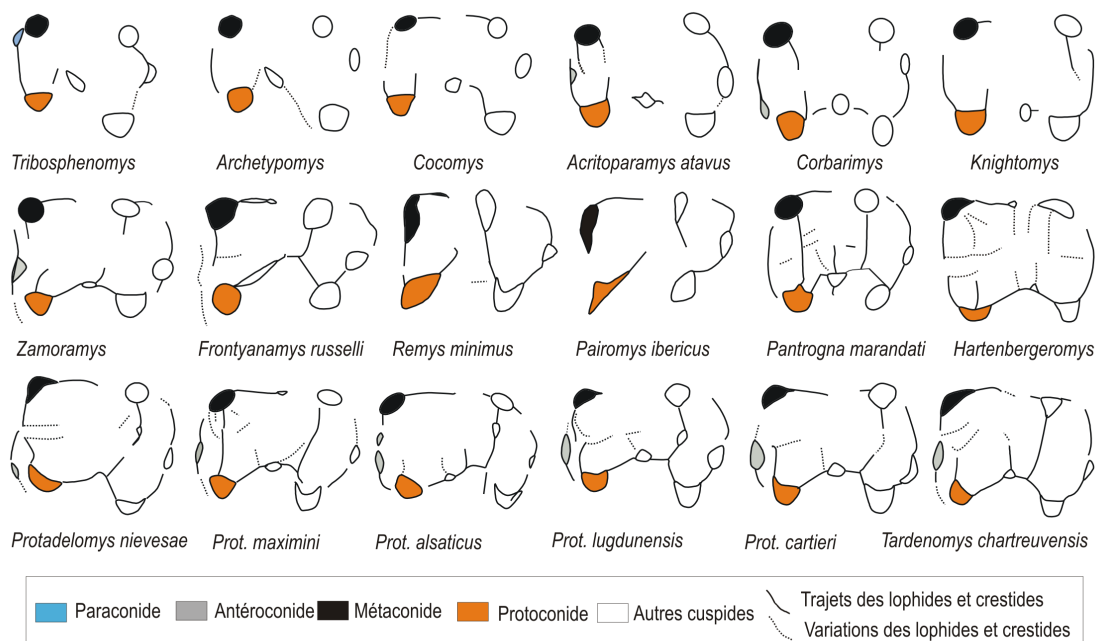 Tribosphenomys Archetypomys Cocomys Acritoparamys atavus Corbarimys Knightomys
Zamoramys Frontyanamys russelli Remys minimus Pairomys ibericus Pantrogna marandati Hartenbergeromys
Protadelomys nievesae Prot. maximini Prot. alsaticus Prot. lugdunensis Prot. cartieri Tardenomys chartreuvensis
Paraconide Antéroconide Métaconide Protoconide Autres cuspides Trajets des lophides et crestides
Variations des lophides et crestides